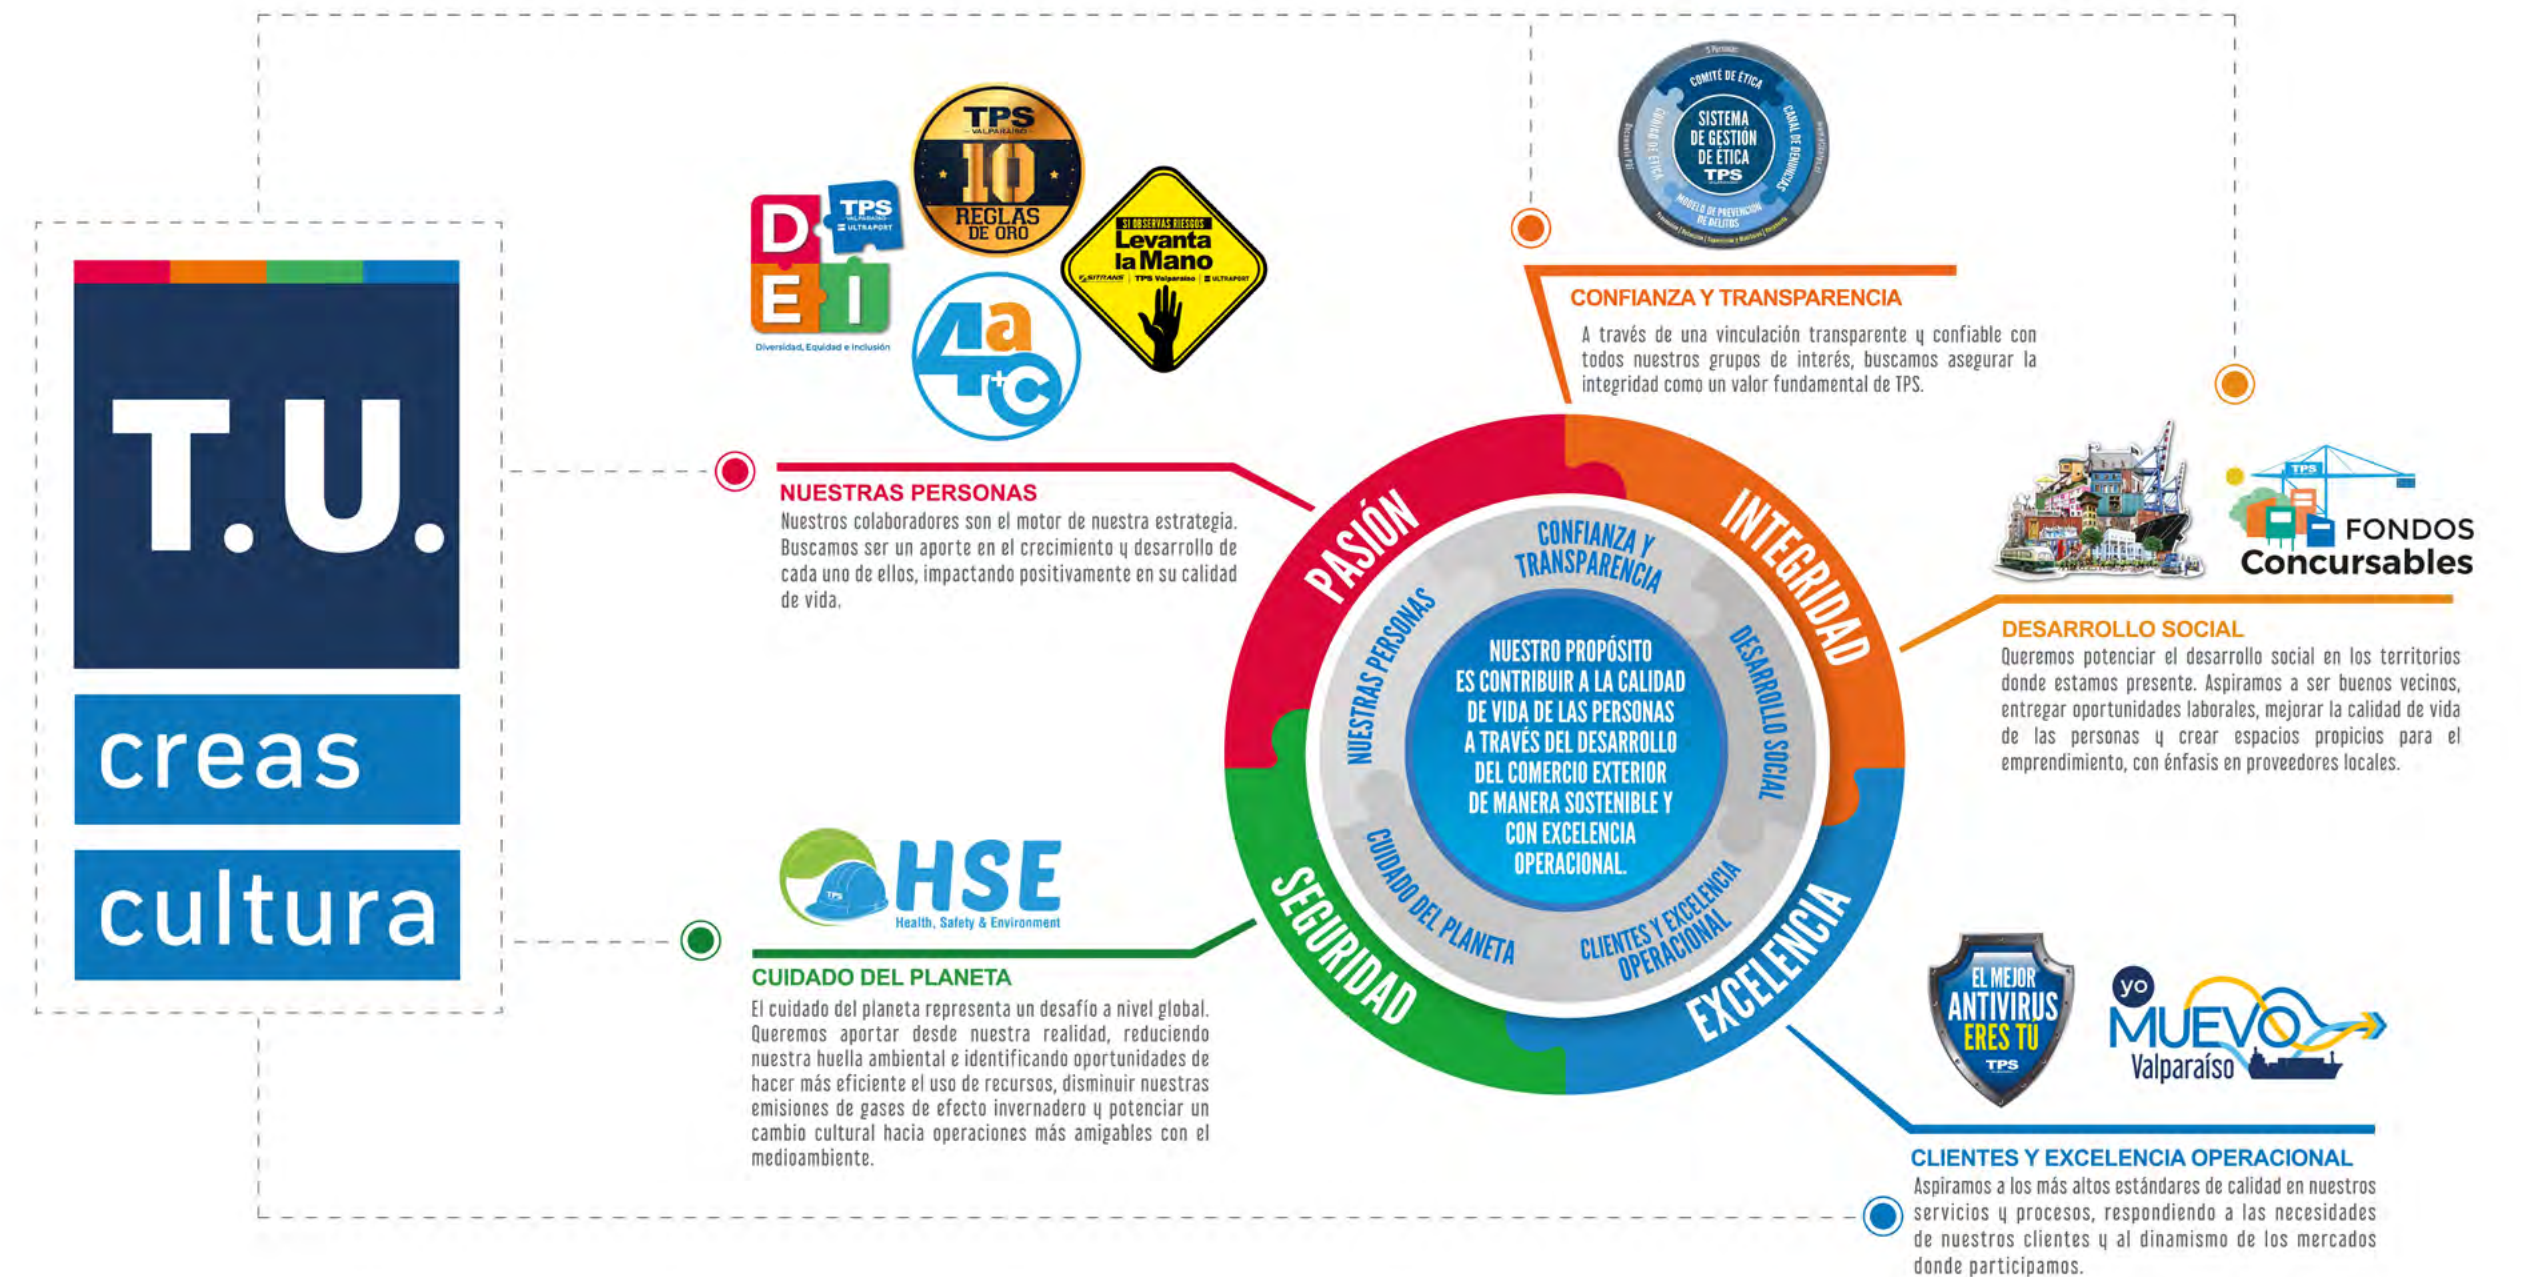 T.U.
creas
cultura
D
E I
TPS
VALPARAÍSO
ULTRAPORT
Diversidad, Equidad e Inclusión
TPS
VALPARAÍSO
10
REGLAS
DE ORO
4a
+C
SI OBSERVAS RIESGOS
Levanta
la Mano
SITRANS | TPS Valparaíso | ULTRAPORT
NUESTRAS PERSONAS
Nuestros colaboradores son el motor de nuestra estrategia.
Buscamos ser un aporte en el crecimiento y desarrollo de
cada uno de ellos, impactando positivamente en su calidad
de vida.
HSE
TPS
Health, Safety & Environment
CUIDADO DEL PLANETA
El cuidado del planeta representa un desafío a nivel global.
Queremos aportar desde nuestra realidad, reduciendo
nuestra huella ambiental e identificando oportunidades de
hacer más eficiente el uso de recursos, disminuir nuestras
emisiones de gases de efecto invernadero y potenciar un
cambio cultural hacia operaciones más amigables con el
medioambiente.
COMITÉ DE ÉTICA
CANAL DE DENUNCIAS
MODELO DE PREVENCIÓN
DE DELITOS
CÓDIGO DE ÉTICA
SISTEMA
DE GESTIÓN
DE ÉTICA
TPS
CONFIANZA Y TRANSPARENCIA
A través de una vinculación transparente y confiable con
todos nuestros grupos de interés, buscamos asegurar la
integridad como un valor fundamental de TPS.
PASIÓN
INTEGRIDAD
EXCELENCIA
SEGURIDAD
CONFIANZA Y
TRANSPARENCIA
DESARROLLO SOCIAL
CLIENTES Y EXCELENCIA
OPERACIONAL
CUIDADO DEL PLANETA
NUESTRAS PERSONAS
NUESTRO PROPÓSITO
ES CONTRIBUIR A LA CALIDAD
DE VIDA DE LAS PERSONAS
A TRAVÉS DEL DESARROLLO
DEL COMERCIO EXTERIOR
DE MANERA SOSTENIBLE Y
CON EXCELENCIA
OPERACIONAL.
TPS
FONDOS
Concursables
DESARROLLO SOCIAL
Queremos potenciar el desarrollo social en los territorios
donde estamos presente. Aspiramos a ser buenos vecinos,
entregar oportunidades laborales, mejorar la calidad de vida
de las personas y crear espacios propicios para el
emprendimiento, con énfasis en proveedores locales.
EL MEJOR
ANTIVIRUS
ERES TÚ
TPS
yo
MUEVO
Valparaíso
CLIENTES Y EXCELENCIA OPERACIONAL
Aspiramos a los más altos estándares de calidad en nuestros
servicios y procesos, respondiendo a las necesidades
de nuestros clientes y al dinamismo de los mercados
donde participamos.